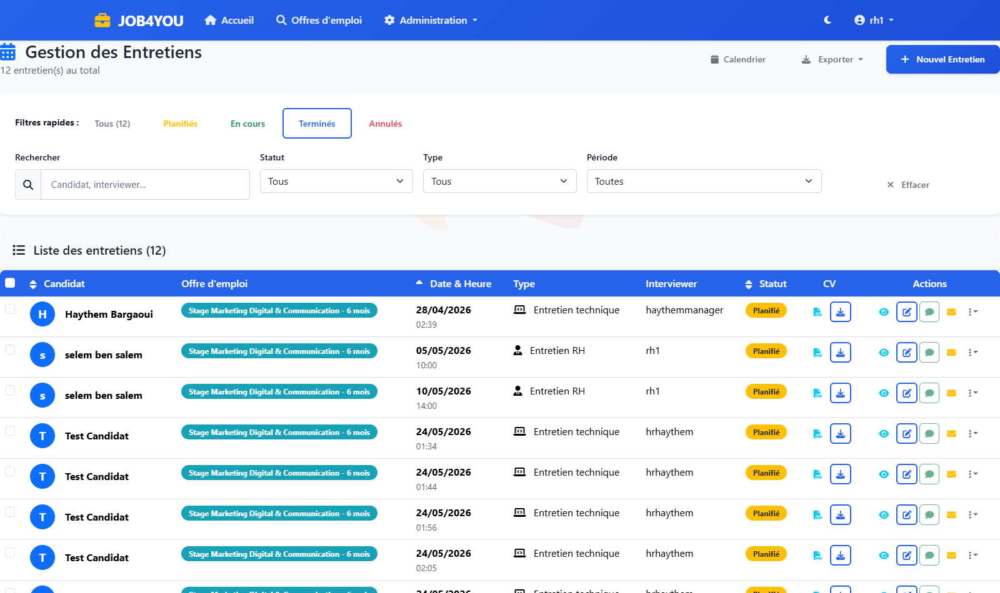 JOB4YOU Accueil Offres d'emploi Administration rh1
Gestion des Entretiens
12 entretien(s) au total
Calendrier Exporter Nouvel Entretien
Filtres rapides : Tous (12) Planifiés En cours Terminés Annulés
Rechercher Statut Type Période
Candidat, interviewer... Tous Tous Toutes Effacer
Liste des entretiens (12)
Candidat Offre d'emploi Date & Heure Type Interviewer Statut CV Actions
H Haythem Bargaoui Stage Marketing Digital & Communication - 6 mois 28/04/2026 Entretien technique haythemmanager Planifié
02:39
s selem ben salem Stage Marketing Digital & Communication - 6 mois 05/05/2026 Entretien RH rh1 Planifié
10:00
s selem ben salem Stage Marketing Digital & Communication - 6 mois 10/05/2026 Entretien RH rh1 Planifié
14:00
T Test Candidat Stage Marketing Digital & Communication - 6 mois 24/05/2026 Entretien technique hrhaythem Planifié
01:34
T Test Candidat Stage Marketing Digital & Communication - 6 mois 24/05/2026 Entretien technique hrhaythem Planifié
01:44
T Test Candidat Stage Marketing Digital & Communication - 6 mois 24/05/2026 Entretien technique hrhaythem Planifié
01:56
T Test Candidat Stage Marketing Digital & Communication - 6 mois 24/05/2026 Entretien technique hrhaythem Planifié
02:05